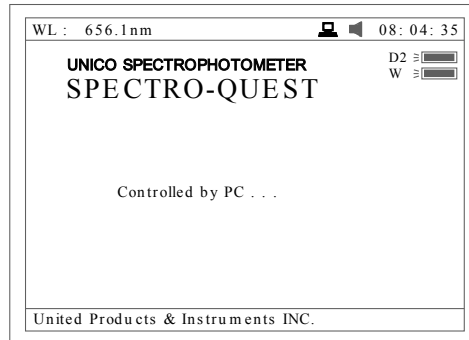 WL : 656.1nm 08: 04: 35
D2
UNICO SPECTROPHOTOMETER
W
SPECTRO-QUEST
Controlled by PC . . .
United Products & Instruments INC.